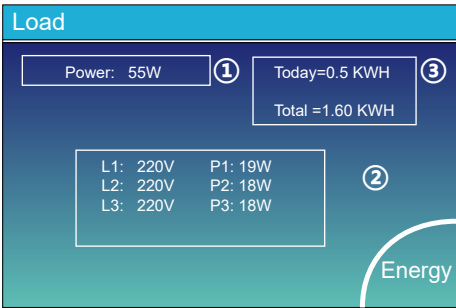 Load
Power: 55W ①
Today=0.5 KWH ③
Total =1.60 KWH
L1: 220V P1: 19W
L2: 220V P2: 18W
L3: 220V P3: 18W
②
Energy